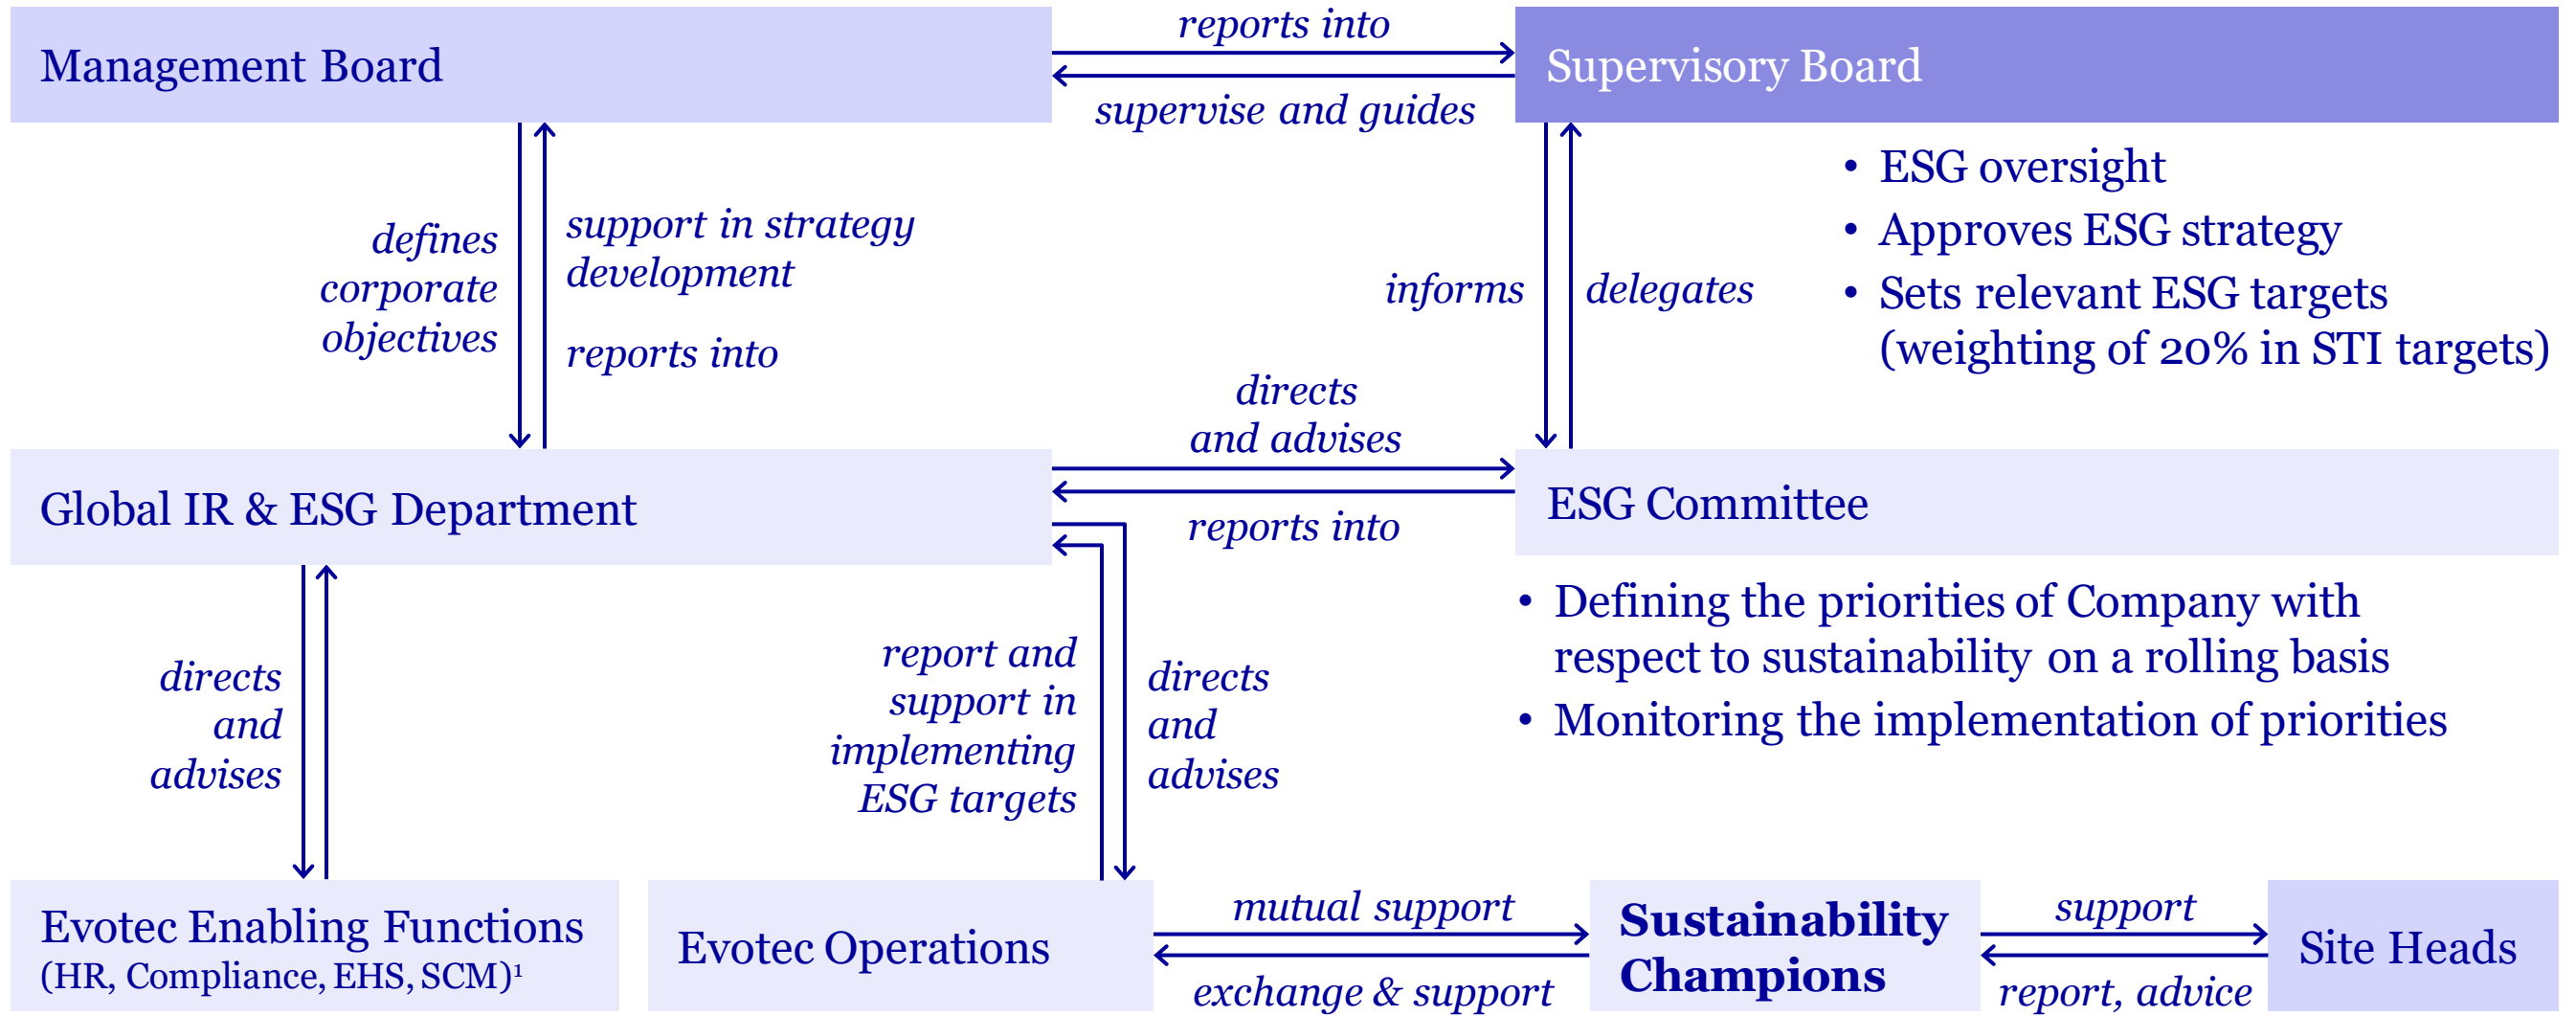 reports into
Management Board
Supervisory Board
supervise and guides
• ESG oversight
• Approves ESG strategy
• Sets relevant ESG targets
(weighting of 20% in STI targets)
defines
corporate
objectives
support in strategy
development
reports into
informs
delegates
directs
and advises
Global IR & ESG Department
ESG Committee
reports into
• Defining the priorities of Company with
respect to sustainability on a rolling basis
• Monitoring the implementation of priorities
directs
and
advises
report and
support in
implementing
ESG targets
directs
and
advises
Evotec Enabling Functions
(HR, Compliance, EHS, SCM)¹
Evotec Operations
mutual support
exchange & support
Sustainability
Champions
support
report, advice
Site Heads